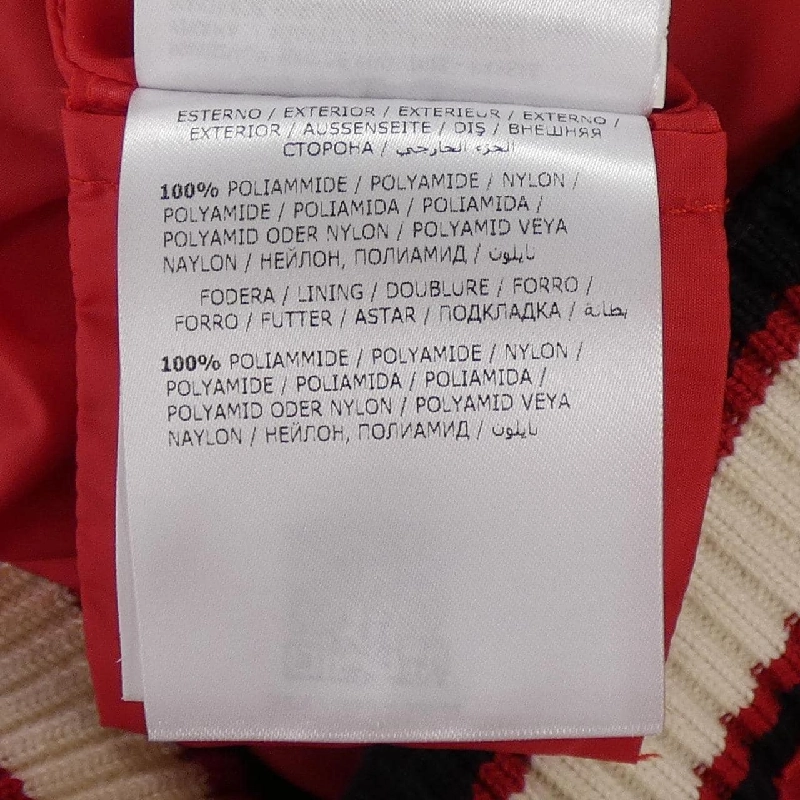 ESTERNO / EXTERIOR / EXTERIEUR / EXTERNO /
EXTERIOR / AUSSENSEITE / DIŞ / ВНЕШНЯЯ
СТОРОНА / الجزء الخارجي
100% POLIAMMIDE / POLYAMIDE / NYLON /
POLYAMIDE / POLIAMIDA / POLIAMIDA /
POLYAMID ODER NYLON / POLYAMID VEYA
NAYLON / НЕЙЛОН, ПОЛИАМИД / نايلون
FODERA / LINING / DOUBLURE / FORRO /
FORRO / FUTTER / ASTAR / ПОДКЛАДКА / بطانة
100% POLIAMMIDE / POLYAMIDE / NYLON /
POLYAMIDE / POLIAMIDA / POLIAMIDA /
POLYAMID ODER NYLON / POLYAMID VEYA
NAYLON / НЕЙЛОН, ПОЛИАМИД / نايلون